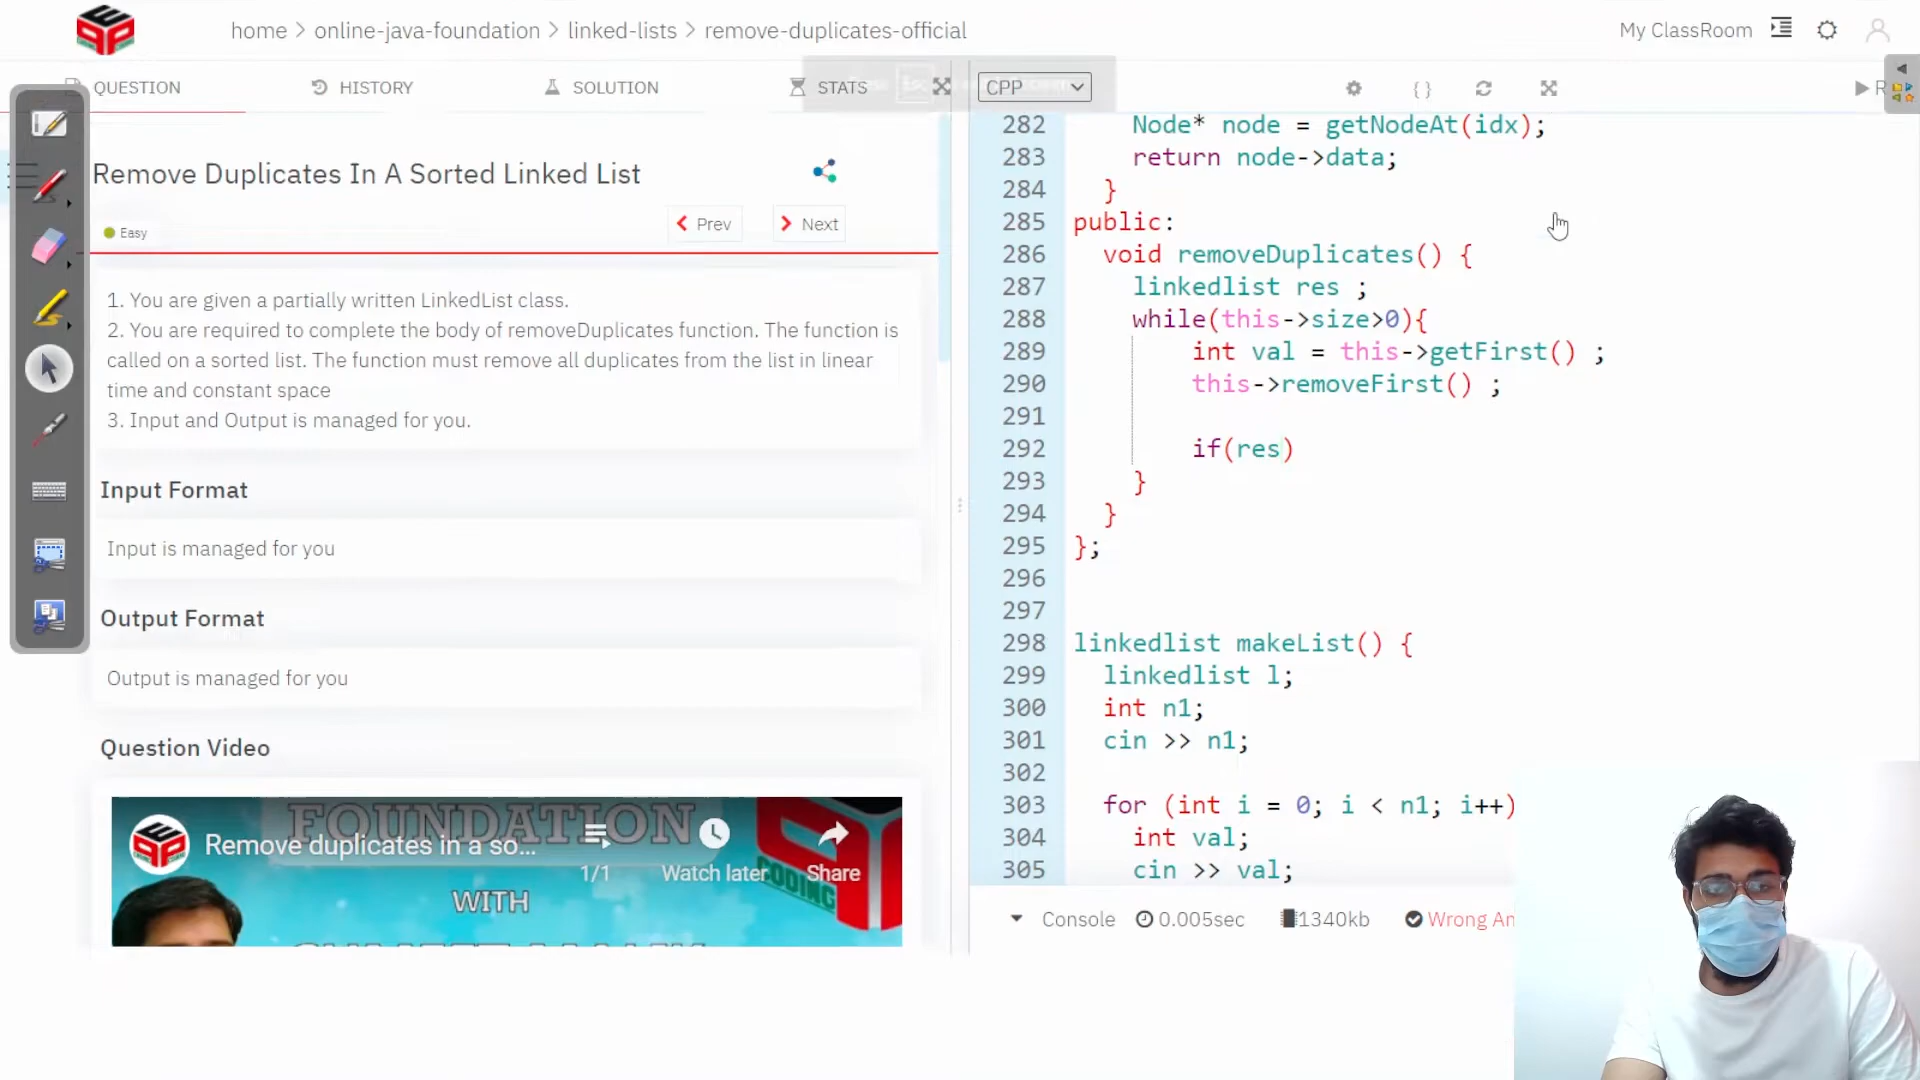 home > online-java-foundation > linked-lists > remove-duplicates-official
My ClassRoom
QUESTION
HISTORY
SOLUTION
STATS
CPP
R
Remove Duplicates In A Sorted Linked List
Easy
Prev
Next
1. You are given a partially written LinkedList class.
2. You are required to complete the body of removeDuplicates function. The function is
called on a sorted list. The function must remove all duplicates from the list in linear
time and constant space
3. Input and Output is managed for you.
Input Format
Input is managed for you
Output Format
Output is managed for you
Question Video
FOUNDATION
Remove duplicates in a so...
1/1
Watch later
Share
CODING
WITH
282 Node* node = getNodeAt(idx);
283 return node->data;
284 }
285 public:
286 void removeDuplicates() {
287 linkedlist res ;
288 while(this->size>0){
289 int val = this->getFirst() ;
290 this->removeFirst() ;
291
292 if(res)
293 }
294 }
295 };
296
297
298 linkedlist makeList() {
299 linkedlist l;
300 int n1;
301 cin >> n1;
302
303 for (int i = 0; i < n1; i++)
304 int val;
305 cin >> val;
Console 0.005sec 1340kb Wrong An